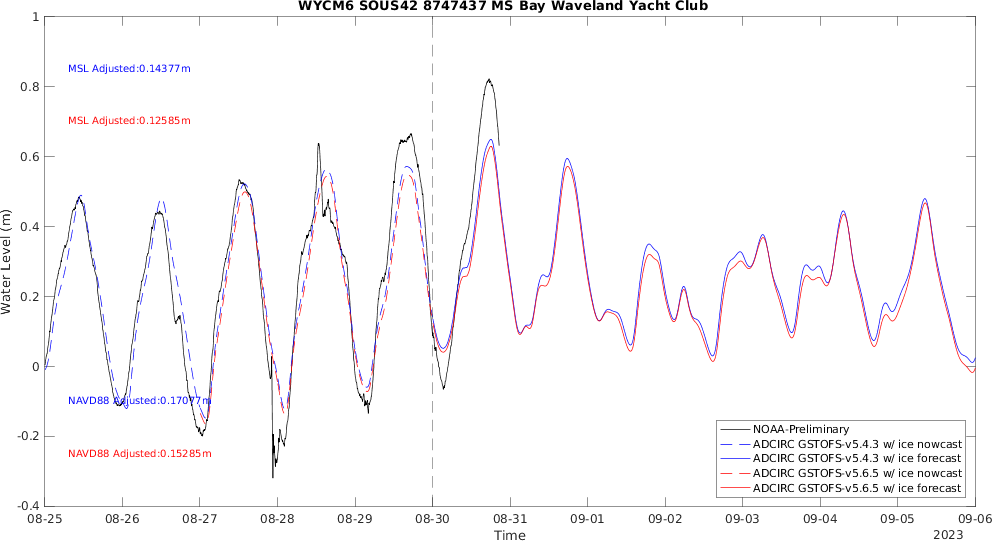 WYCM6 SOUS42 8747437 MS Bay Waveland Yacht Club
1
0.8
0.6
0.4
0.2
0
-0.2
-0.4
Water Level (m)
MSL Adjusted:0.14377m
MSL Adjusted:0.12585m
NAVD88 Adjusted:0.17077m
NAVD88 Adjusted:0.15285m
NOAA-Preliminary
ADCIRC GSTOFS-v5.4.3 w/ ice nowcast
ADCIRC GSTOFS-v5.4.3 w/ ice forecast
ADCIRC GSTOFS-v5.6.5 w/ ice nowcast
ADCIRC GSTOFS-v5.6.5 w/ ice forecast
08-25 08-26 08-27 08-28 08-29 08-30 08-31 09-01 09-02 09-03 09-04 09-05 09-06
Time
2023